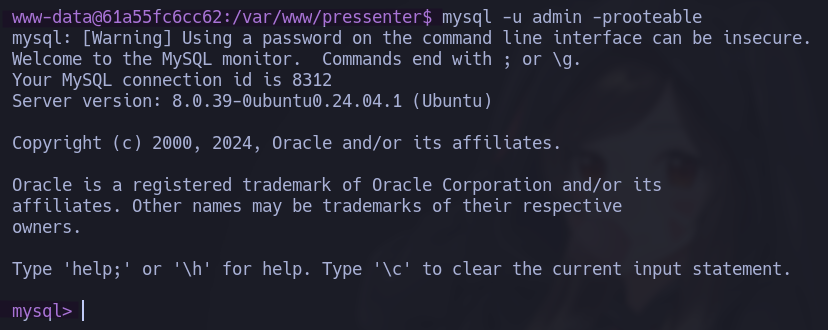 www-data@61a55fc6cc62:/var/www/pressenter$ mysql -u admin -prooteable
mysql: [Warning] Using a password on the command line interface can be insecure.
Welcome to the MySQL monitor.  Commands end with ; or \g.
Your MySQL connection id is 8312
Server version: 8.0.39-0ubuntu0.24.04.1 (Ubuntu)

Copyright (c) 2000, 2024, Oracle and/or its affiliates.

Oracle is a registered trademark of Oracle Corporation and/or its
affiliates. Other names may be trademarks of their respective
owners.

Type 'help;' or '\h' for help. Type '\c' to clear the current input statement.

mysql>